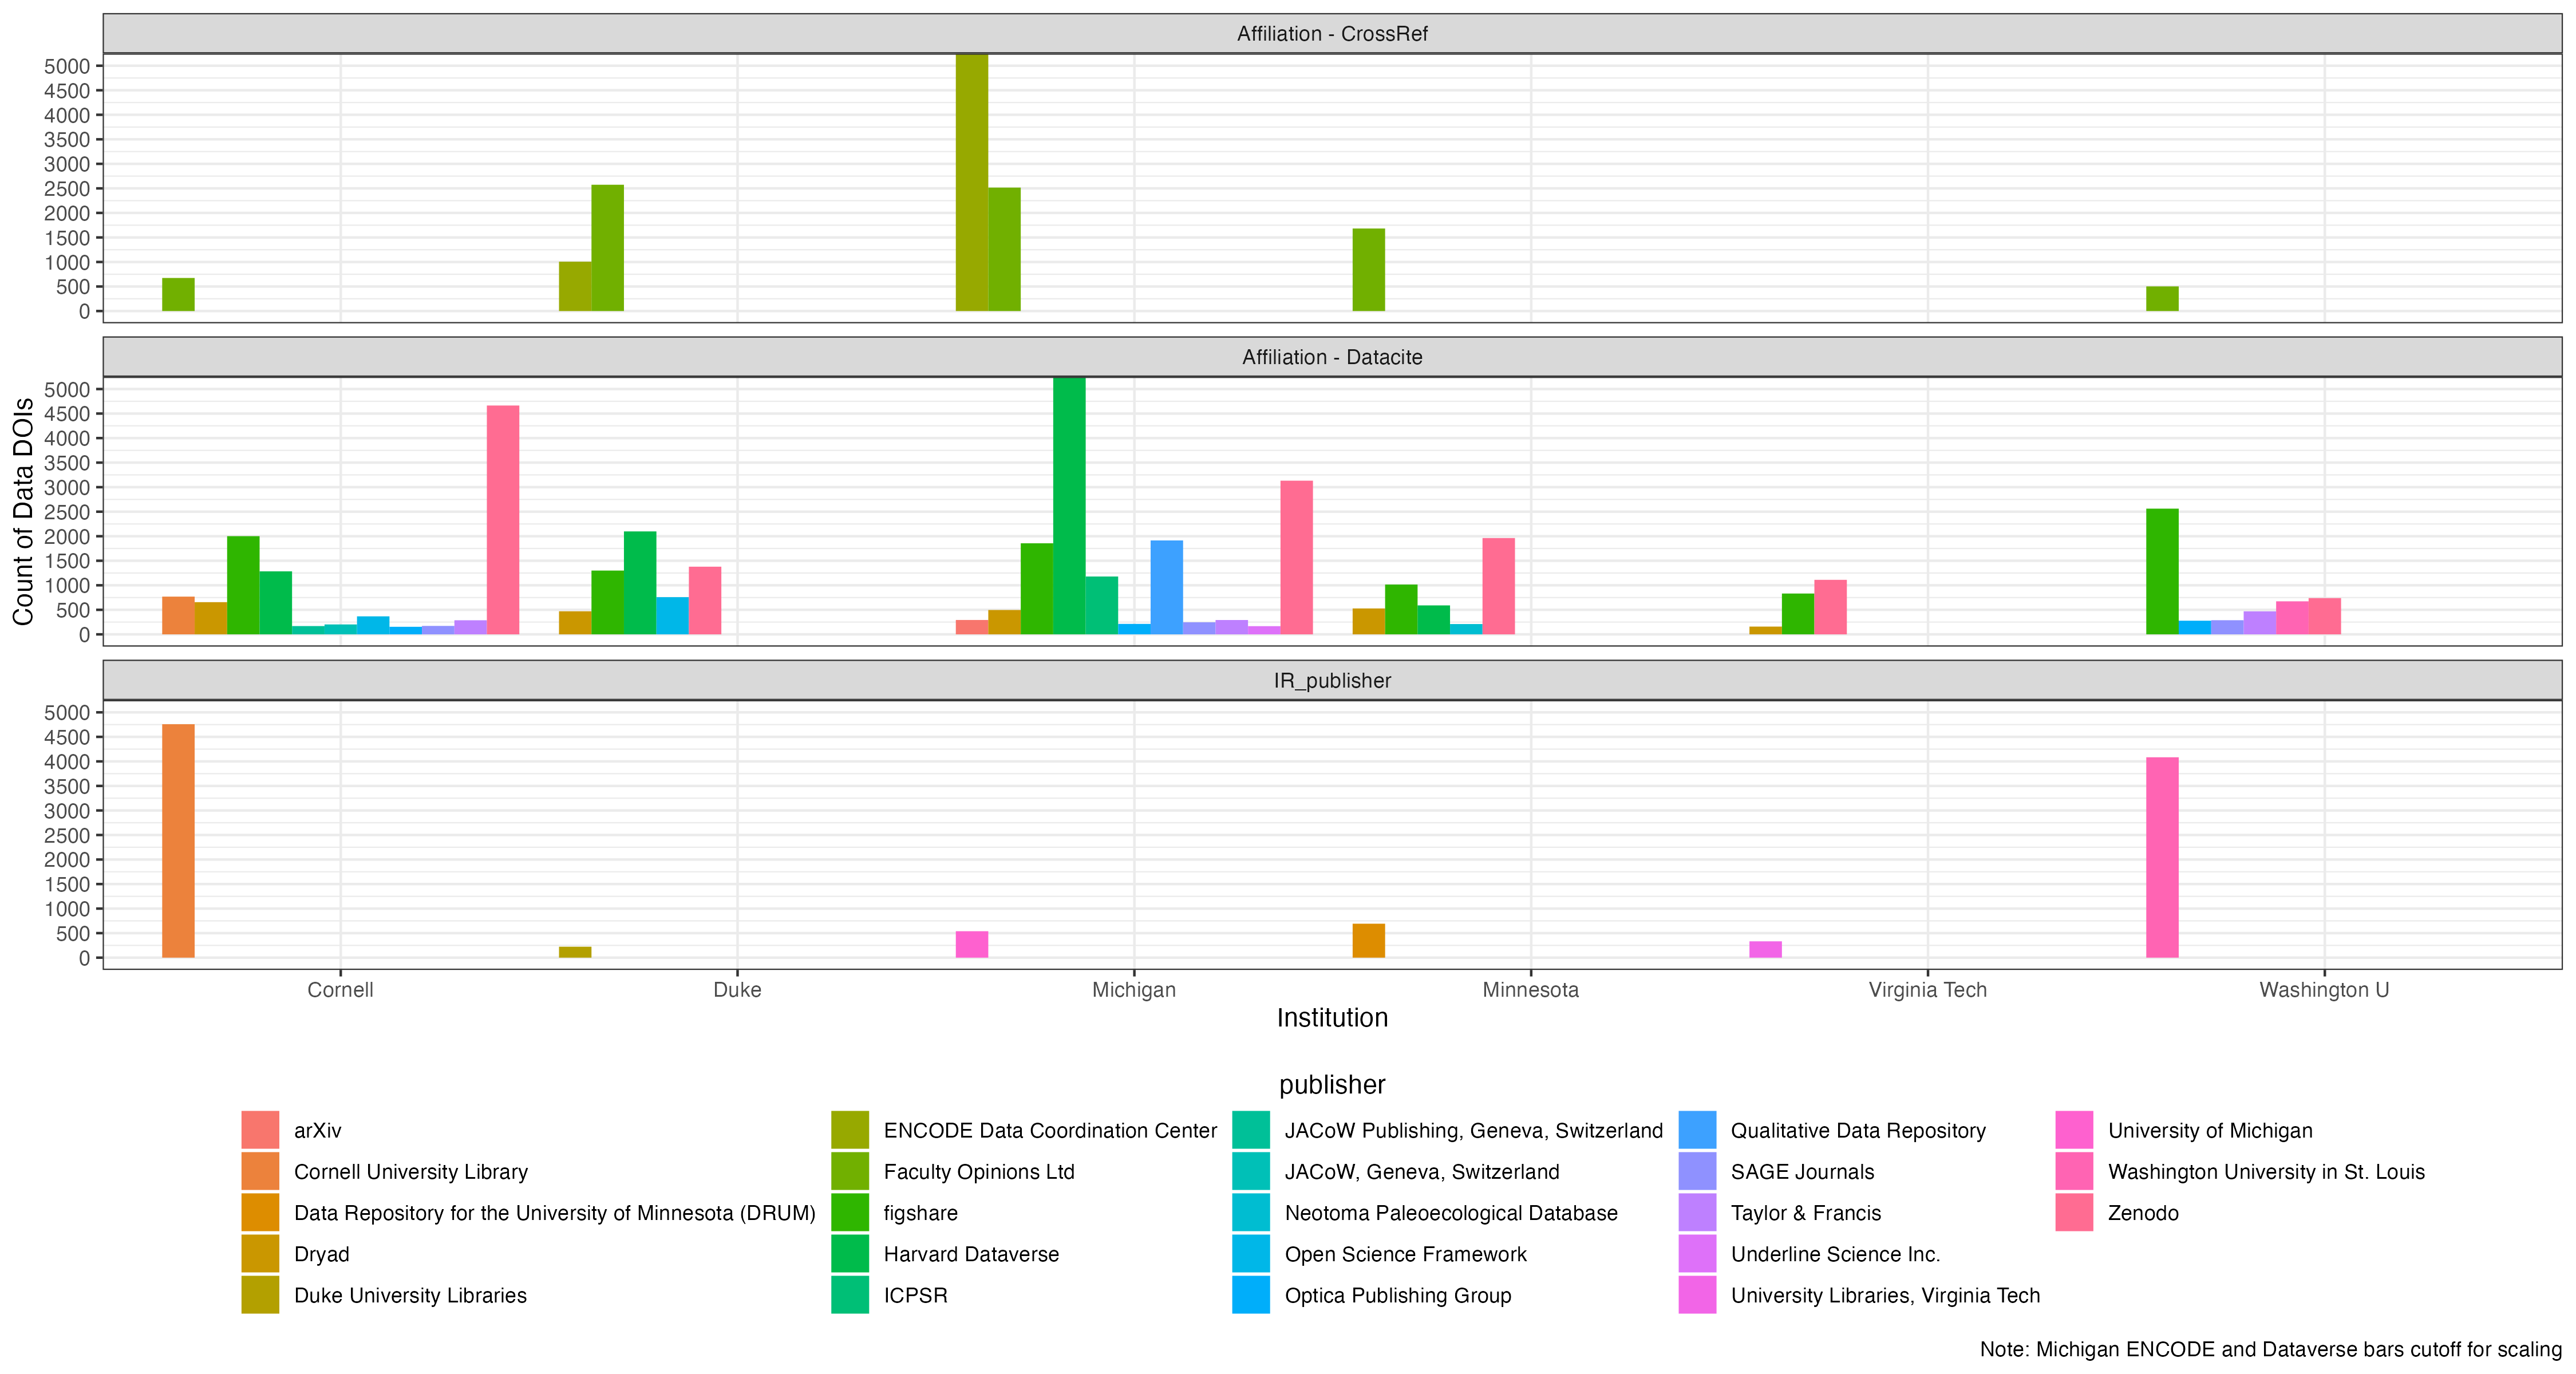 Affiliation - CrossRef
5000
4500
4000
3500
3000
2500
2000
1500
1000
500
0
Affiliation - Datacite
5000
4500
4000
3500
3000
2500
2000
1500
1000
500
0
Count of Data DOIs
IR_publisher
5000
4500
4000
3500
3000
2500
2000
1500
1000
500
0
Cornell Duke Michigan Minnesota Virginia Tech Washington U
Institution
publisher
arXiv
Cornell University Library
Data Repository for the University of Minnesota (DRUM)
Dryad
Duke University Libraries
ENCODE Data Coordination Center
Faculty Opinions Ltd
figshare
Harvard Dataverse
ICPSR
JACoW Publishing, Geneva, Switzerland
JACoW, Geneva, Switzerland
Neotoma Paleoecological Database
Open Science Framework
Optica Publishing Group
Qualitative Data Repository
SAGE Journals
Taylor & Francis
Underline Science Inc.
University Libraries, Virginia Tech
University of Michigan
Washington University in St. Louis
Zenodo
Note: Michigan ENCODE and Dataverse bars cutoff for scaling